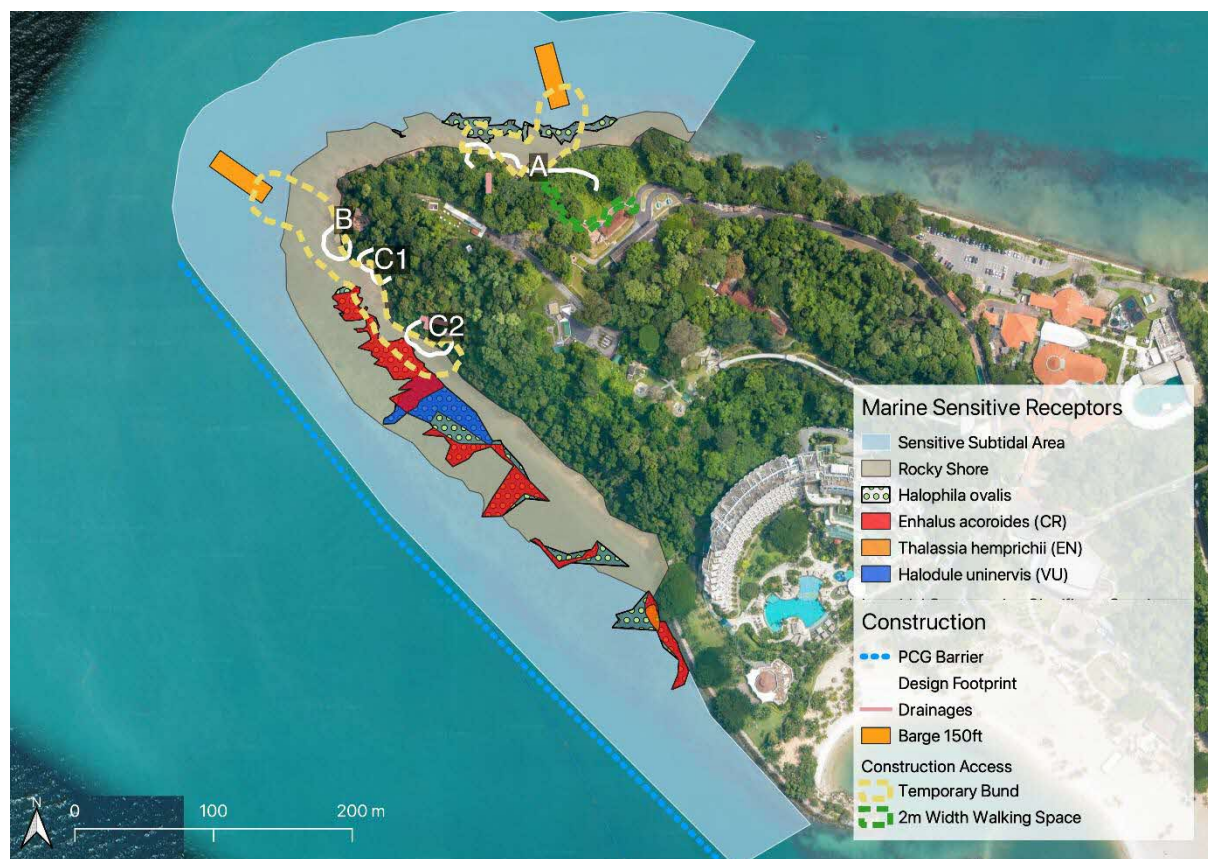 A
B
C1
C2
Marine Sensitive Receptors
Sensitive Subtidal Area
Rocky Shore
Halophila ovalis
Enhalus acoroides (CR)
Thalassia hemprichii (EN)
Halodule uninervis (VU)
Construction
PCG Barrier
Design Footprint
Drainages
Barge 150ft
Construction Access
Temporary Bund
2m Width Walking Space
N
0 100 200 m